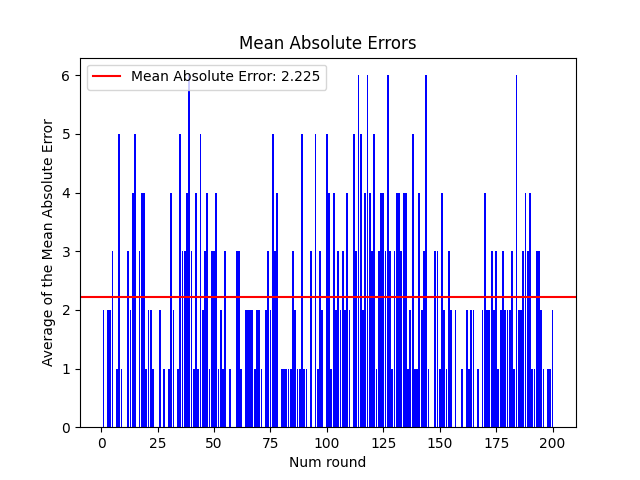 Mean Absolute Errors
Mean Absolute Error: 2.225
Average of the Mean Absolute Error
6
5
4
3
2
1
0
0 25 50 75 100 125 150 175 200
Num round